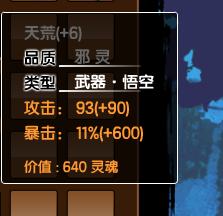 天荒(+6)
品质 邪灵
类型 武器·悟空
攻击: 93(+90)
暴击: 11%(+600)
价值:640 灵魂